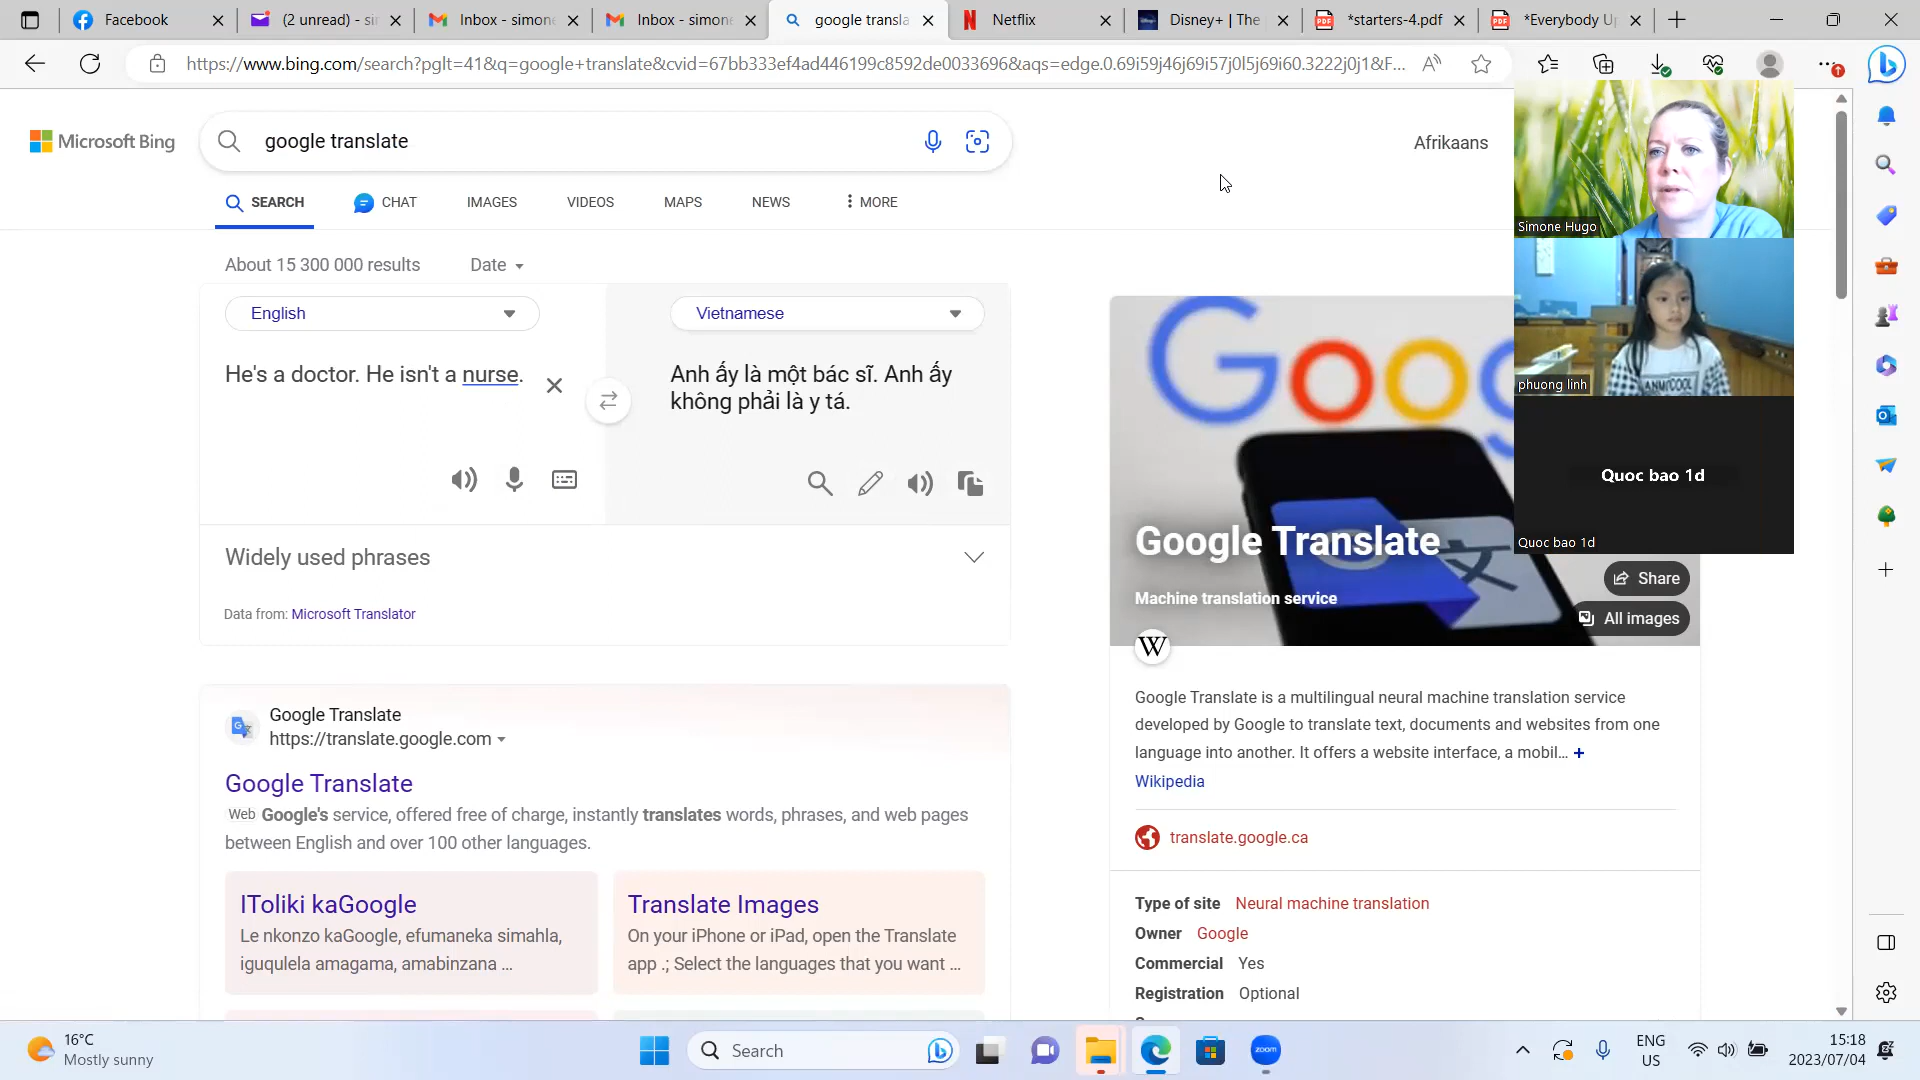 Facebook
(2 unread) - sin
Inbox - simone
Inbox - simone
google transla
Netflix
Disney+ | The
*starters-4.pdf
*Everybody Up
https://www.bing.com/search?pglt=41&q=google+translate&cvid=67bb333ef4ad446199c8592de0033696&aqs=edge.0.69i59j46j69i57j0l5j69i60.3222j0j1&F...
Microsoft Bing
google translate
Afrikaans
SEARCH
CHAT
IMAGES
VIDEOS
MAPS
NEWS
MORE
Simone Hugo
About 15 300 000 results
Date
English
Vietnamese
He's a doctor. He isn't a nurse.
Anh ấy là một bác sĩ. Anh ấy
không phải là y tá.
phuong linh
Quoc bao 1d
Quoc bao 1d
Widely used phrases
Data from: Microsoft Translator
Google Translate
https://translate.google.com
Google Translate
Web Google's service, offered free of charge, instantly translates words, phrases, and web pages
between English and over 100 other languages.
IToliki kaGoogle
Le nkonzo kaGoogle, efumaneka simahla,
iguqulela amagama, amabinzana ...
Translate Images
On your iPhone or iPad, open the Translate
app .; Select the languages that you want ...
Goo
Google Translate
Machine translation service
Share
All images
W
Google Translate is a multilingual neural machine translation service
developed by Google to translate text, documents and websites from one
language into another. It offers a website interface, a mobil... +
Wikipedia
translate.google.ca
Type of site Neural machine translation
Owner Google
Commercial Yes
Registration Optional
16°C
Mostly sunny
Search
zoom
ENG
US
15:18
2023/07/04